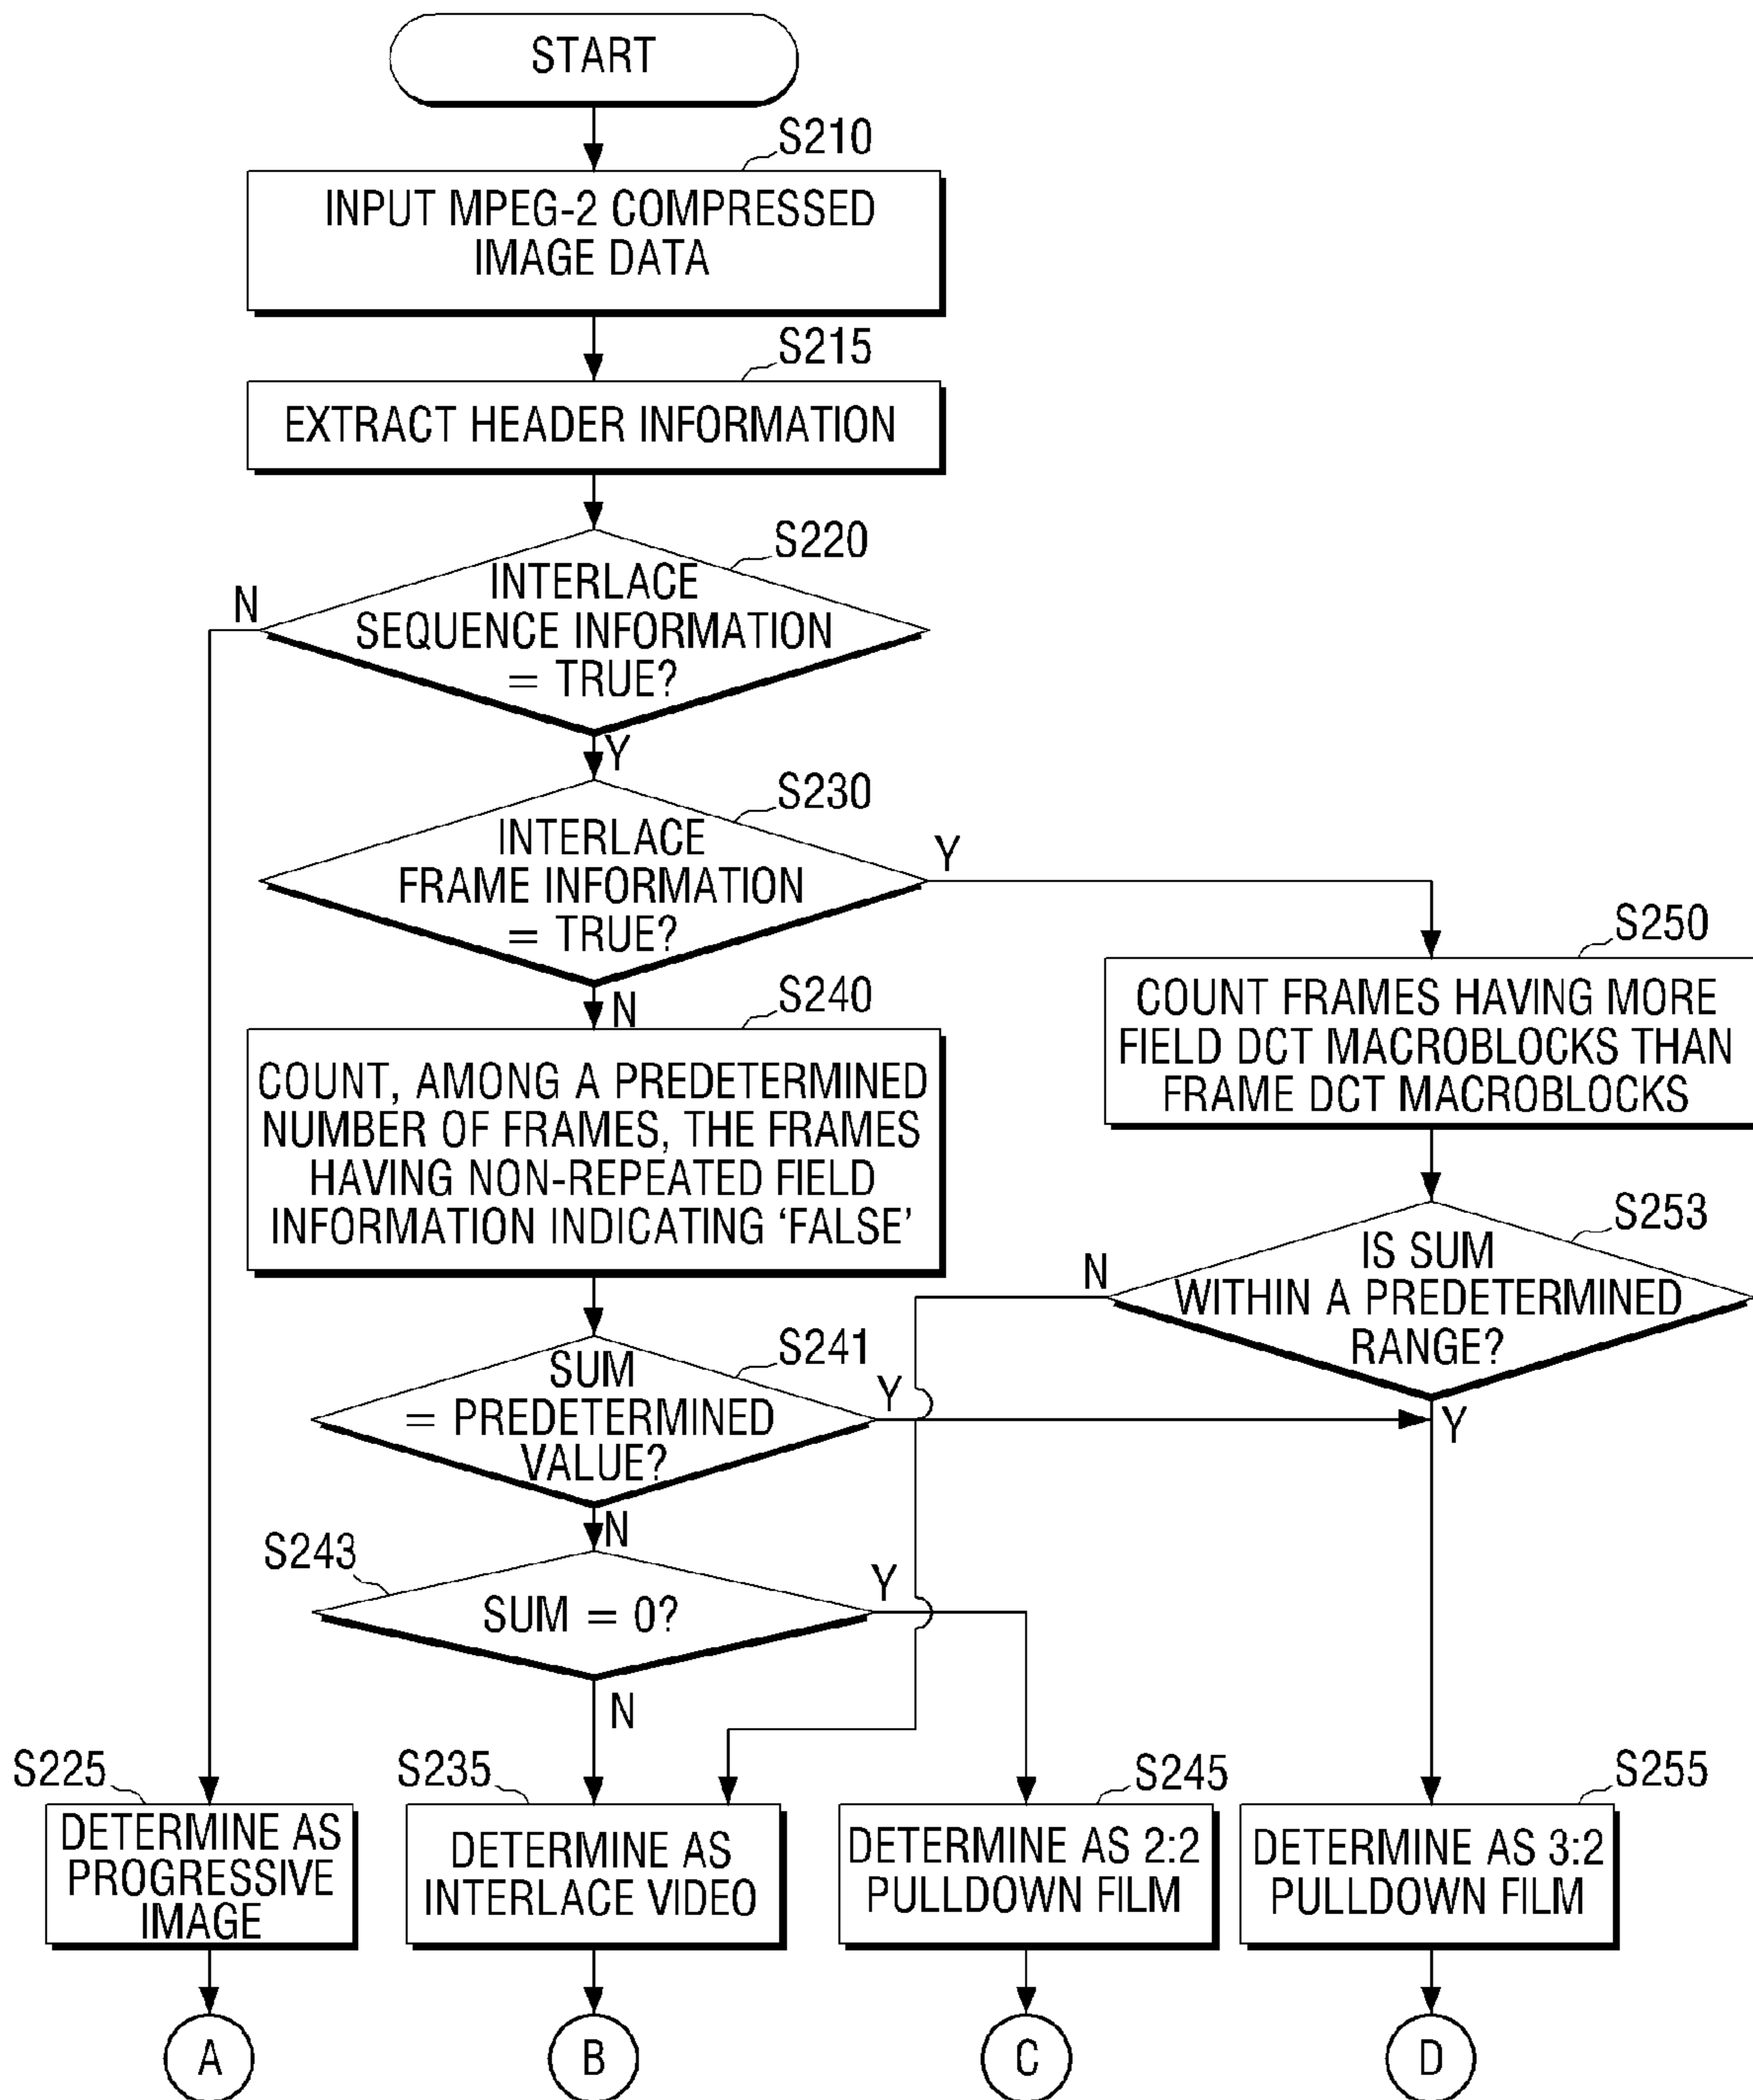 START
S210
INPUT MPEG-2 COMPRESSED
IMAGE DATA
S215
EXTRACT HEADER INFORMATION
S220
INTERLACE
SEQUENCE INFORMATION
= TRUE?
N
Y
S230
INTERLACE
FRAME INFORMATION
= TRUE?
Y
N
S240
COUNT, AMONG A PREDETERMINED
NUMBER OF FRAMES, THE FRAMES
HAVING NON-REPEATED FIELD
INFORMATION INDICATING ‘FALSE’
S250
COUNT FRAMES HAVING MORE
FIELD DCT MACROBLOCKS THAN
FRAME DCT MACROBLOCKS
S253
IS SUM
WITHIN A PREDETERMINED
RANGE?
N
Y
S241
SUM
= PREDETERMINED
VALUE?
Y
N
S243
SUM = 0?
Y
N
S225
DETERMINE AS
PROGRESSIVE
IMAGE
S235
DETERMINE AS
INTERLACE VIDEO
S245
DETERMINE AS 2:2
PULLDOWN FILM
S255
DETERMINE AS 3:2
PULLDOWN FILM
A
B
C
D